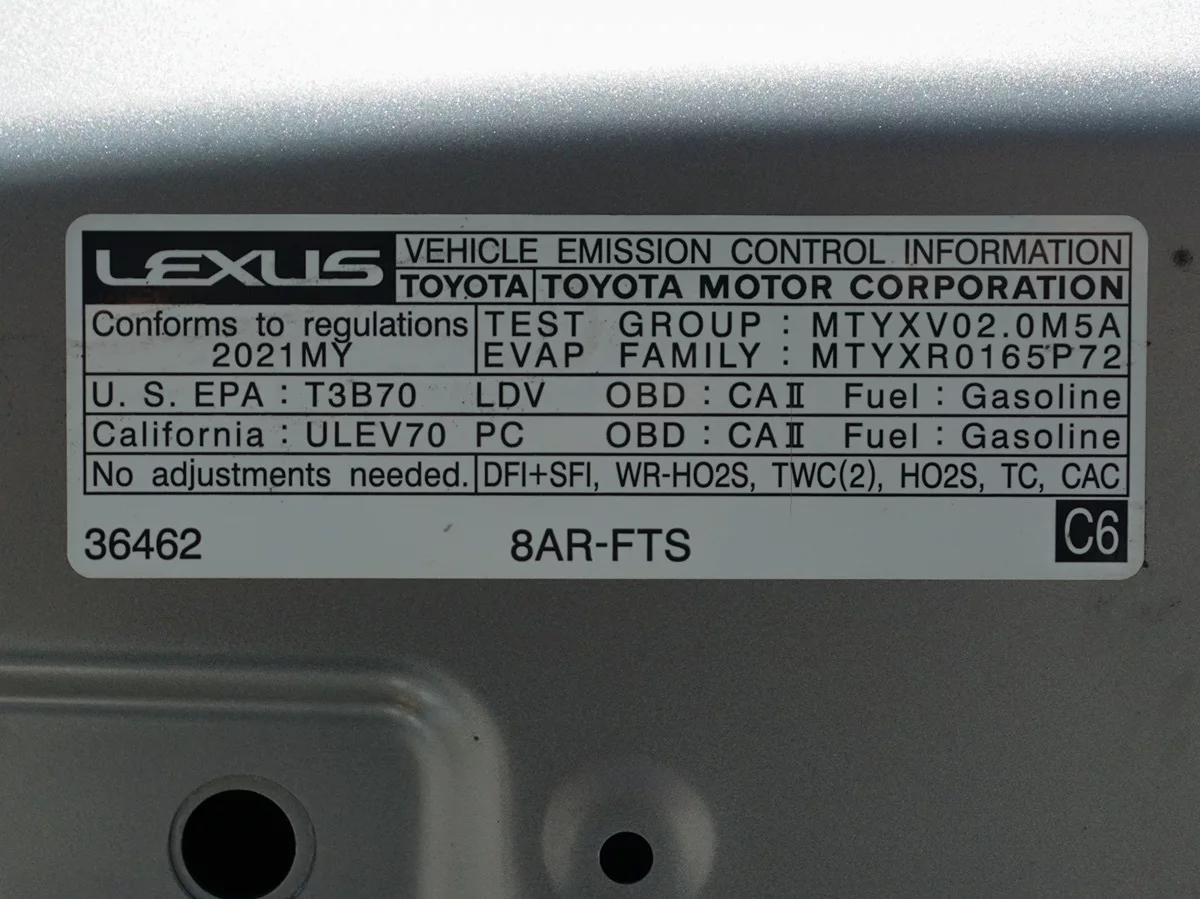 LEXUS
VEHICLE EMISSION CONTROL INFORMATION
TOYOTA TOYOTA MOTOR CORPORATION
Conforms to regulations
2021MY
TEST GROUP : MTYXV02.0M5A
EVAP FAMILY : MTYXR0165P72
U. S. EPA : T3B70 LDV OBD : CAⅡ Fuel : Gasoline
California : ULEV70 PC OBD : CAⅡ Fuel : Gasoline
No adjustments needed. DFI+SFI, WR-HO2S, TWC(2), HO2S, TC, CAC
36462 8AR-FTS C6